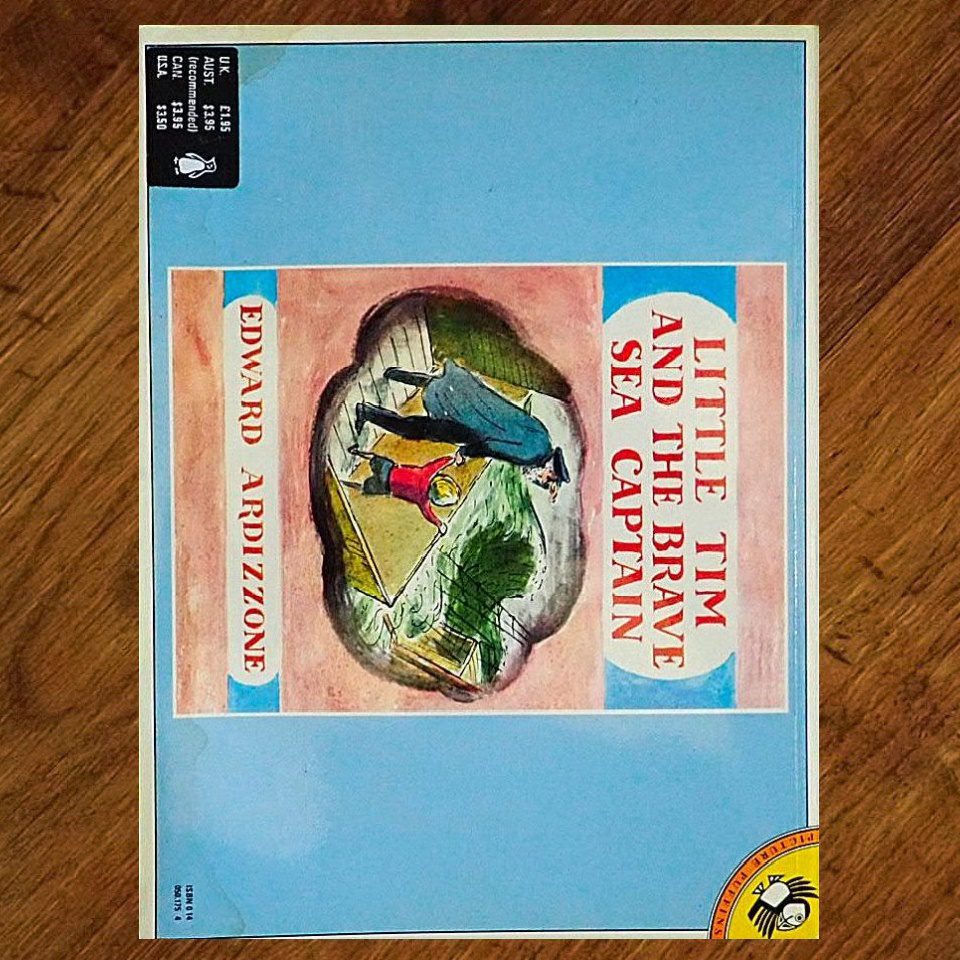 LITTLE TIM
AND THE BRAVE
SEA CAPTAIN
EDWARD ARDIZZONE
PICTURE PUFFINS
U.K. £1.95
AUST. $3.95
(recommended)
CAN. $3.95
U.S.A. $3.50
ISBN 0 14
050.175 4